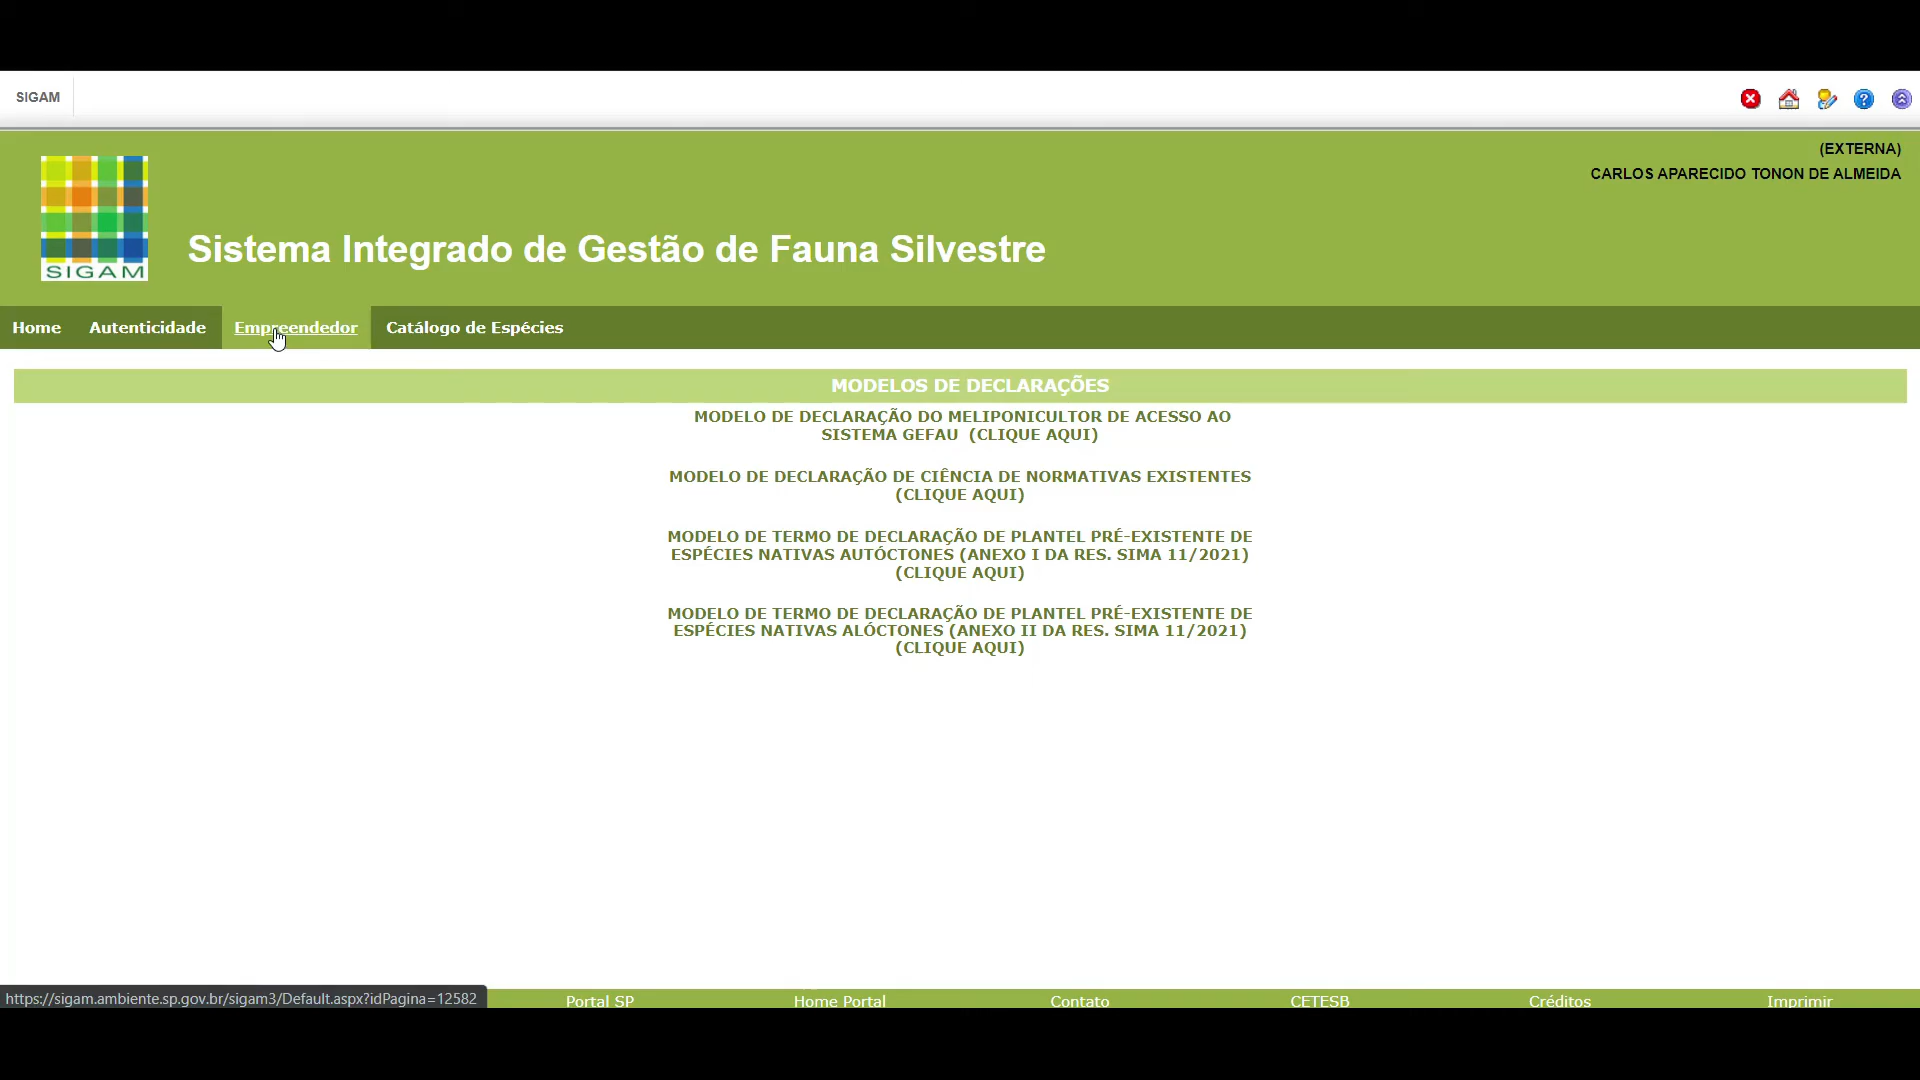 SIGAM
(EXTERNA)
CARLOS APARECIDO TONON DE ALMEIDA
SIGAM
Sistema Integrado de Gestão de Fauna Silvestre
Home Autenticidade Empreendedor Catálogo de Espécies
MODELOS DE DECLARAÇÕES
MODELO DE DECLARAÇÃO DO MELIPONICULTOR DE ACESSO AO
SISTEMA GEFAU (CLIQUE AQUI)
MODELO DE DECLARAÇÃO DE CIÊNCIA DE NORMATIVAS EXISTENTES
(CLIQUE AQUI)
MODELO DE TERMO DE DECLARAÇÃO DE PLANTEL PRÉ-EXISTENTE DE
ESPÉCIES NATIVAS AUTÓCTONES (ANEXO I DA RES. SIMA 11/2021)
(CLIQUE AQUI)
MODELO DE TERMO DE DECLARAÇÃO DE PLANTEL PRÉ-EXISTENTE DE
ESPÉCIES NATIVAS ALÓCTONES (ANEXO II DA RES. SIMA 11/2021)
(CLIQUE AQUI)
https://sigam.ambiente.sp.gov.br/sigam3/Default.aspx?idPagina=12582
Portal SP Home Portal Contato CETESB Créditos Imprimir